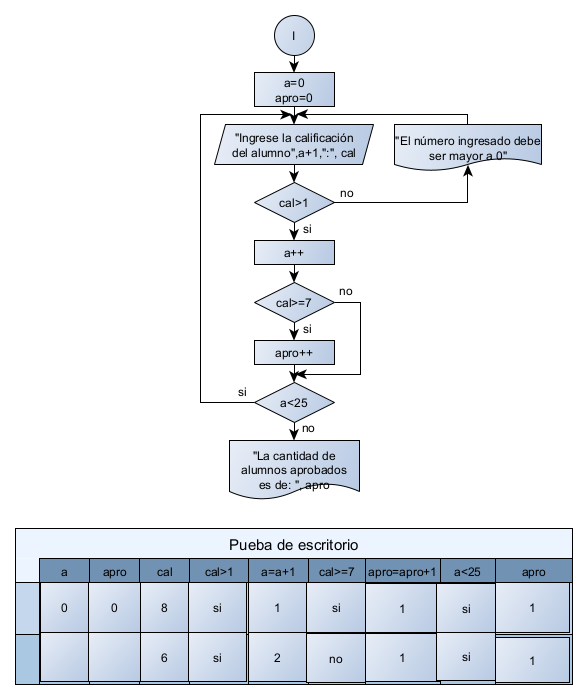 I
a=0
apro=0
"Ingrese la calificación
del alumno",a+1,":", cal
"El número ingresado debe
ser mayor a 0"
cal>1
no
si
a++
cal>=7
no
si
apro++
a<25
si
no
"La cantidad de
alumnos aprobados
es de: ", apro
Pueba de escritorio
a apro cal cal>1 a=a+1 cal>=7 apro=apro+1 a<25 apro
0 0 8 si 1 si 1 si 1
6 si 2 no 1 si 1